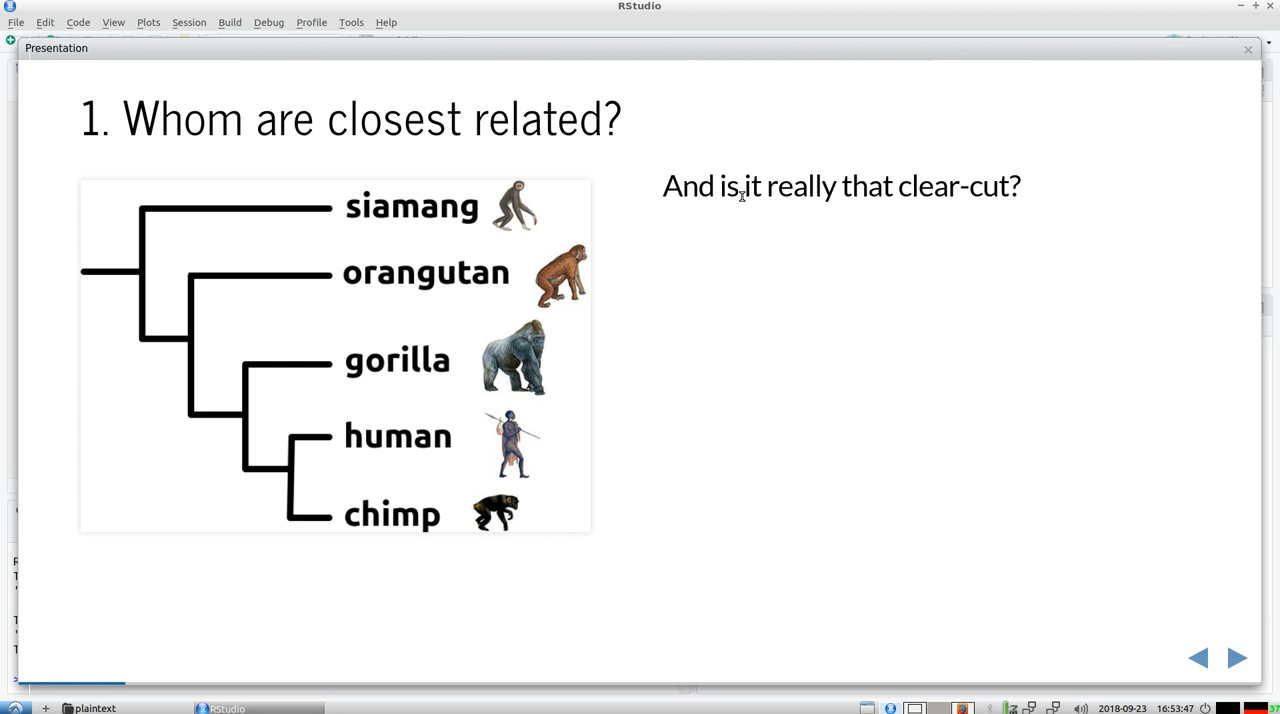 RStudio
File Edit Code View Plots Session Build Debug Profile Tools Help
Presentation
1. Whom are closest related?
And is it really that clear-cut?
siamang
orangutan
gorilla
human
chimp
plaintext
RStudio
2018-09-23
16:53:47
37